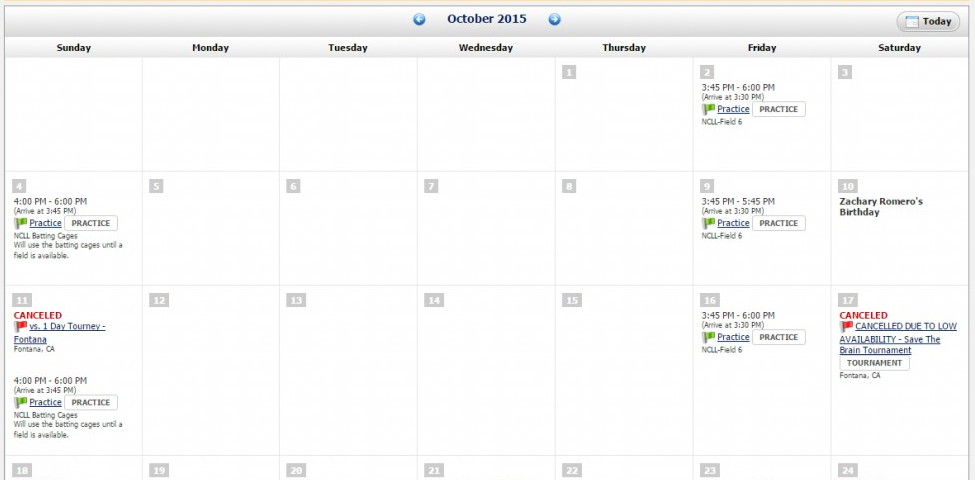 October 2015
Today
Sunday Monday Tuesday Wednesday Thursday Friday Saturday
1
2
3:45 PM - 6:00 PM
(Arrive at 3:30 PM)
Practice PRACTICE
NCLL-Field 6
3
4
4:00 PM - 6:00 PM
(Arrive at 3:45 PM)
Practice PRACTICE
NCLL Batting Cages
Will use the batting cages until a
field is available.
5
6
7
8
9
3:45 PM - 5:45 PM
(Arrive at 3:30 PM)
Practice PRACTICE
NCLL-Field 6
10
Zachary Romero's
Birthday
11
CANCELED
vs. 1 Day Tourney -
Fontana
Fontana, CA
4:00 PM - 6:00 PM
(Arrive at 3:45 PM)
Practice PRACTICE
NCLL Batting Cages
Will use the batting cages until a
field is available.
12
13
14
15
16
3:45 PM - 6:00 PM
(Arrive at 3:30 PM)
Practice PRACTICE
NCLL-Field 6
17
CANCELED
CANCELLED DUE TO LOW
AVAILABILITY - Save The
Brain Tournament
TOURNAMENT
Fontana, CA
18
19
20
21
22
23
24